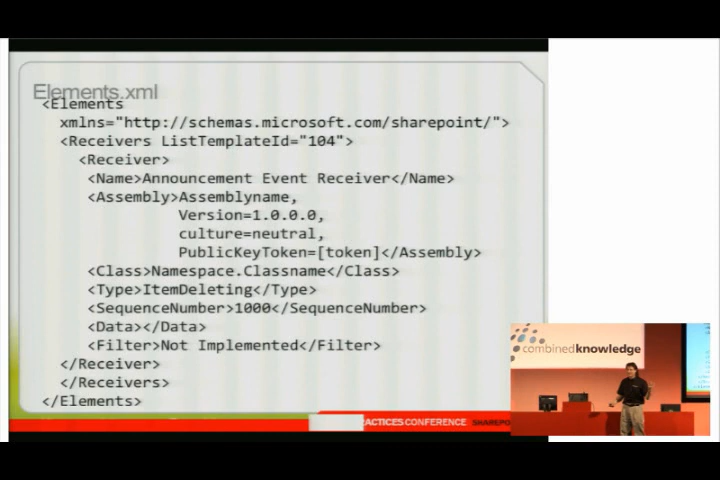 Elements.xml
<Elements
xmlns="http://schemas.microsoft.com/sharepoint/">
<Receivers ListTemplateId="104">
<Receiver>
<Name>Announcement Event Receiver</Name>
<Assembly>Assemblyname,
Version=1.0.0.0,
culture=neutral,
PublicKeyToken=[token]</Assembly>
<Class>Namespace.Classname</Class>
<Type>ItemDeleting</Type>
<SequenceNumber>1000</SequenceNumber>
<Data></Data>
<Filter>Not Implemented</Filter>
</Receiver>
</Receivers>
</Elements>
combinedknowledge
ACTICES CONFERENCE SHAREPO